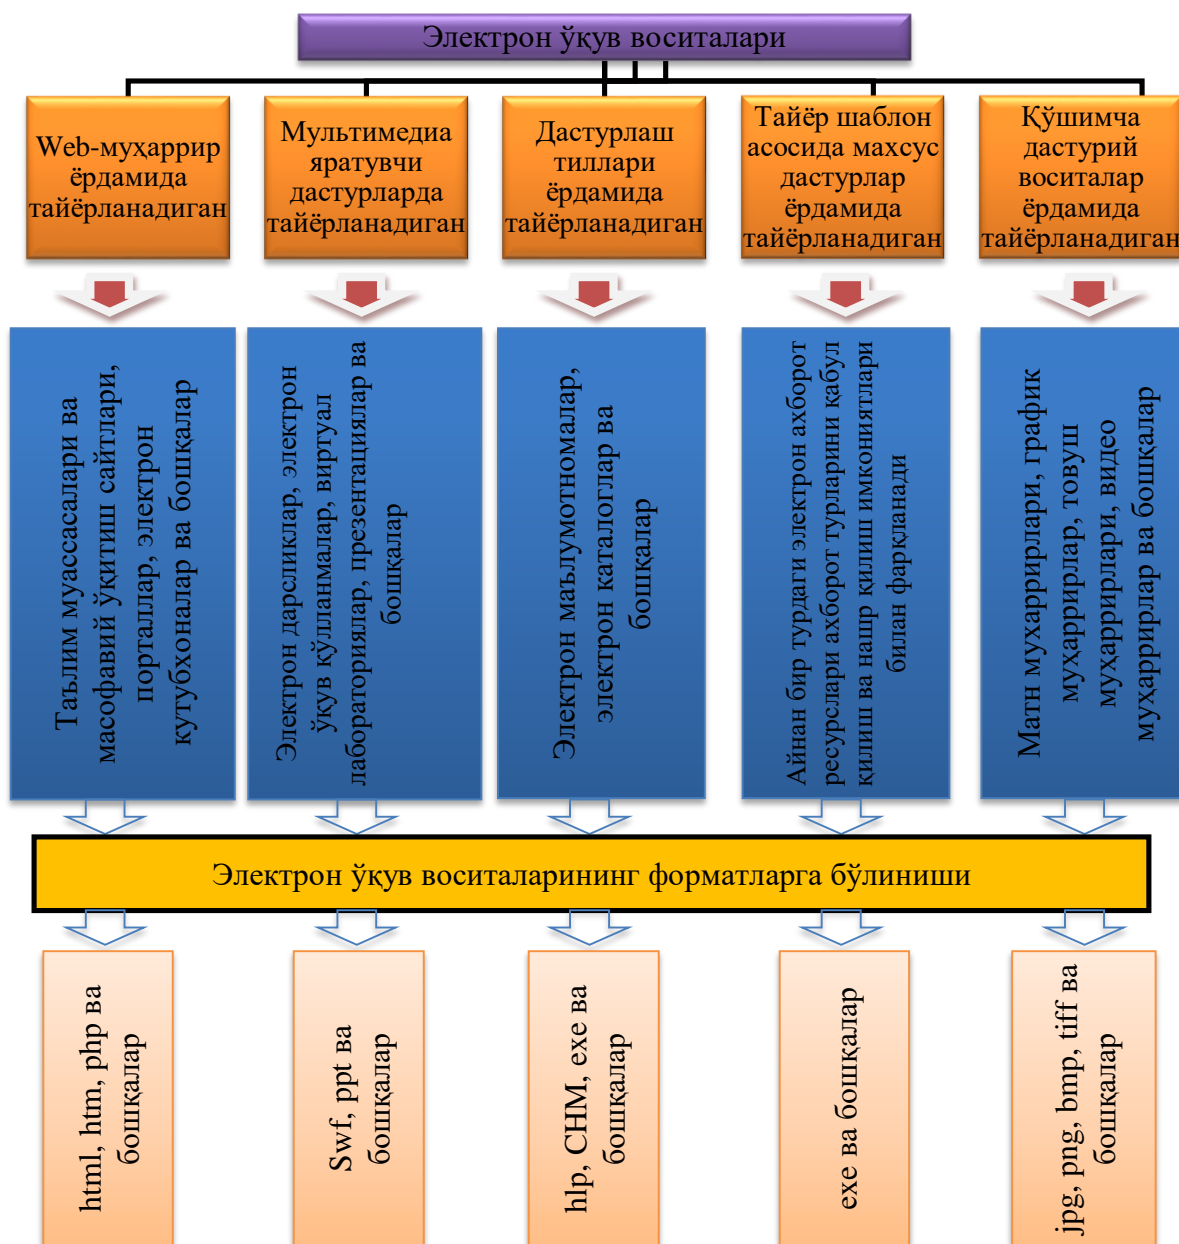 Электрон ўқув воситалари
Web-муҳаррир
ёрдамида
тайёрланадиган
Мультимедиа
яратувчи
дастурларда
тайёрланадиган
Дастурлаш
тиллари
ёрдамида
тайёрланадиган
Тайёр шаблон
асосида махсус
дастурлар
ёрдамида
тайёрланадиган
Қўшимча
дастурий
воситалар
ёрдамида
тайёрланадиган
Таълим муассасалари ва
масофавий ўқитиш сайтлари,
порталлар, электрон
кутубхоналар ва бошқалар
Электрон дарсликлар, электрон
ўқув қўлланмалар, виртуал
лабораториялар, презентациялар ва
бошқалар
Электрон маълумотномалар,
электрон каталоглар ва
бошқалар
Айнан бир турдаги электрон ахборот
ресурслари ахборот турларини қабул
қилиш ва нашр қилиш имкониятлари
билан фарқланади
Матн мухаррирлари, график
муҳаррирлар, товуш
муҳаррирлари, видео
муҳаррирлар ва бошқалар
Электрон ўқув воситаларининг форматларга бўлиниши
html, htm, php ва
бошқалар
Swf, ppt ва
бошқалар
hlp, CHM, exe ва
бошқалар
exe ва бошқалар
jpg, png, bmp, tiff ва
бошқалар